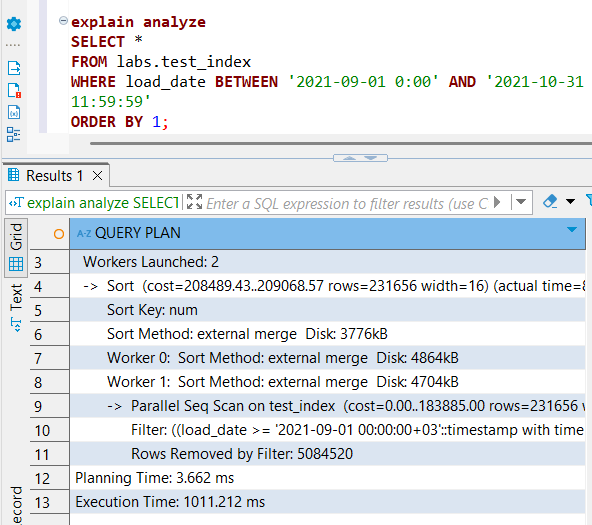 explain analyze
SELECT *
FROM labs.test_index
WHERE load_date BETWEEN '2021-09-01 0:00' AND '2021-10-31
11:59:59'
ORDER BY 1;
Results 1
explain analyze SELECT
Enter a SQL expression to filter results (use C
Grid
Text
ecord
A-Z QUERY PLAN
3 Workers Launched: 2
4 -> Sort (cost=208489.43..209068.57 rows=231656 width=16) (actual time=8
5 Sort Key: num
6 Sort Method: external merge Disk: 3776kB
7 Worker 0: Sort Method: external merge Disk: 4864kB
8 Worker 1: Sort Method: external merge Disk: 4704kB
9 -> Parallel Seq Scan on test_index (cost=0.00..183885.00 rows=231656 w
10 Filter: ((load_date >= '2021-09-01 00:00:00+03'::timestamp with time
11 Rows Removed by Filter: 5084520
12 Planning Time: 3.662 ms
13 Execution Time: 1011.212 ms